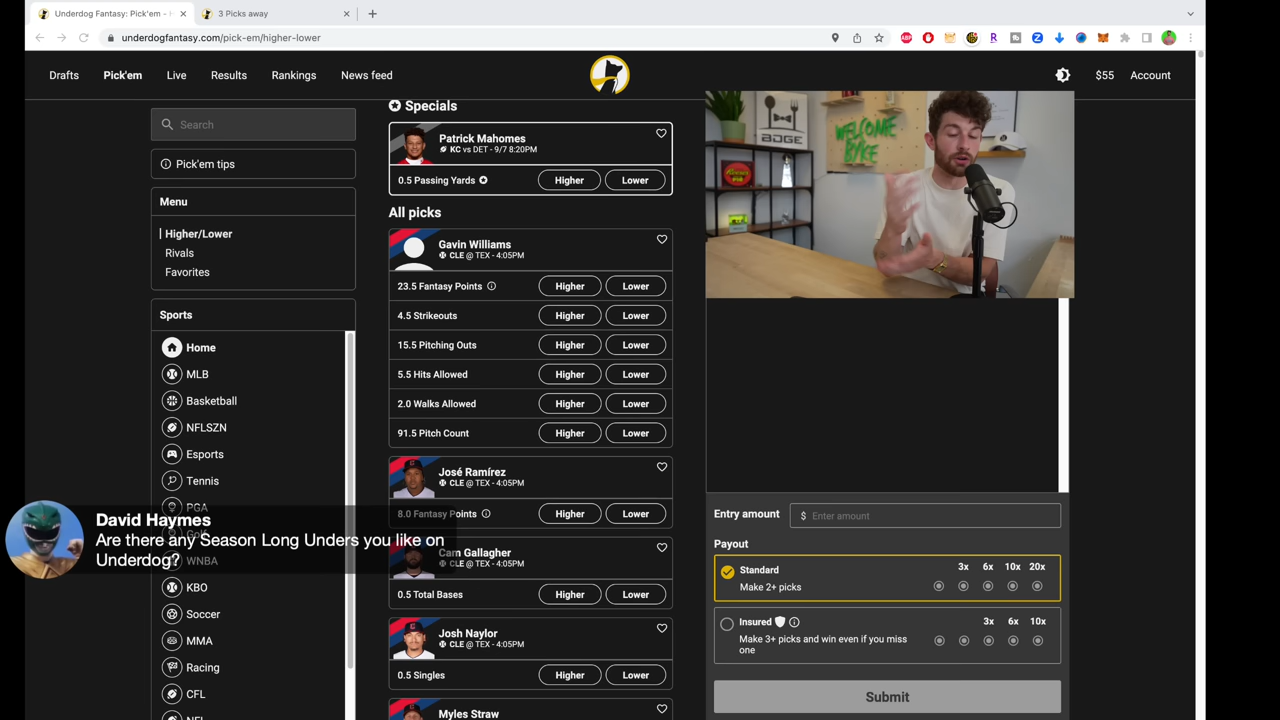 Underdog Fantasy: Pick'em -
3 Picks away
underdogfantasy.com/pick-em/higher-lower
Drafts
Pick'em
Live
Results
Rankings
News feed
$55
Account
Search
Pick'em tips
Menu
Higher/Lower
Rivals
Favorites
Sports
Home
MLB
Basketball
NFLSZN
Esports
Tennis
PGA
WNBA
KBO
Soccer
MMA
Racing
CFL
NFL
David Haymes
Are there any Season Long Unders you like on
Underdog?
Specials
Patrick Mahomes
KC vs DET - 9/7 8:20PM
0.5 Passing Yards Higher Lower
All picks
Gavin Williams
CLE @ TEX - 4:05PM
23.5 Fantasy Points Higher Lower
4.5 Strikeouts Higher Lower
15.5 Pitching Outs Higher Lower
5.5 Hits Allowed Higher Lower
2.0 Walks Allowed Higher Lower
91.5 Pitch Count Higher Lower
José Ramírez
CLE @ TEX - 4:05PM
8.0 Fantasy Points Higher Lower
Cam Gallagher
CLE @ TEX - 4:05PM
0.5 Total Bases Higher Lower
Josh Naylor
CLE @ TEX - 4:05PM
0.5 Singles Higher Lower
Myles Straw
ADGE
WELCOME
BYKE
Entry amount $ Enter amount
Payout
Standard 3x 6x 10x 20x
Make 2+ picks
Insured 3x 6x 10x
Make 3+ picks and win even if you miss
one
Submit